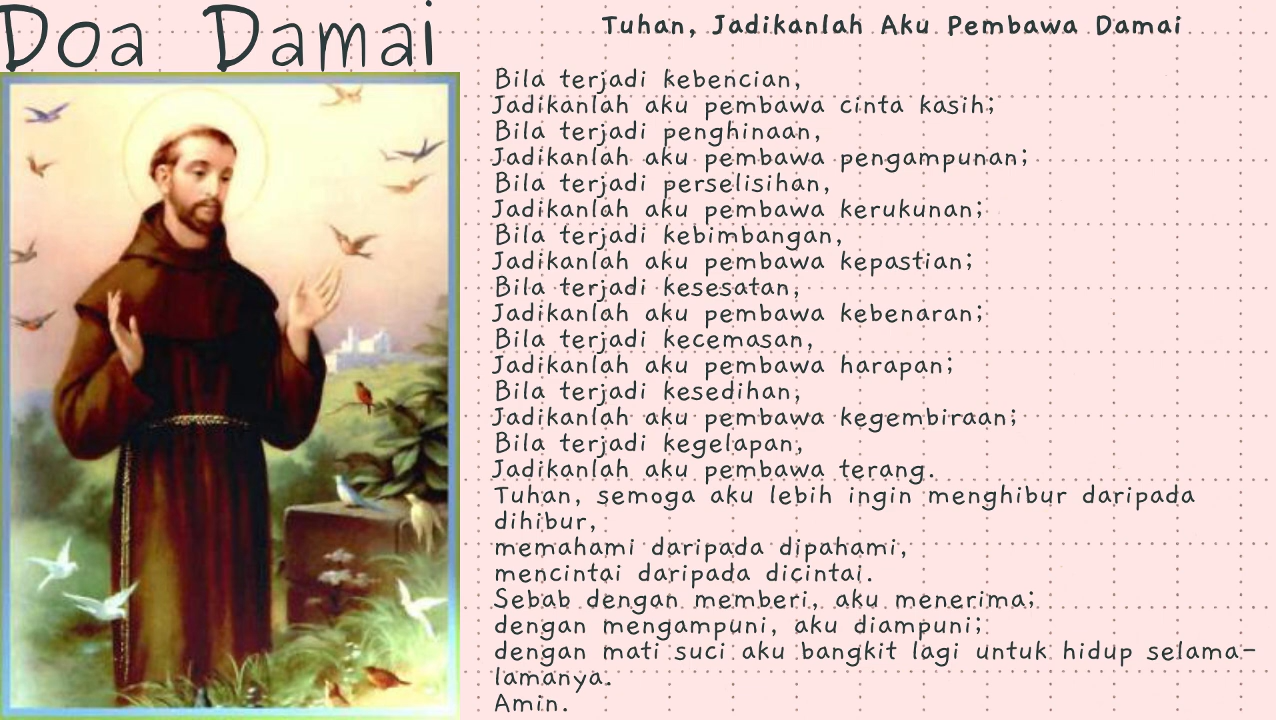 Doa Damai
Tuhan, Jadikanlah Aku Pembawa Damai
Bila terjadi kebencian,
Jadikanlah aku pembawa cinta kasih;
Bila terjadi penghinaan,
Jadikanlah aku pembawa pengampunan;
Bila terjadi perselisihan,
Jadikanlah aku pembawa kerukunan;
Bila terjadi kebimbangan,
Jadikanlah aku pembawa kepastian;
Bila terjadi kesesatan,
Jadikanlah aku pembawa kebenaran;
Bila terjadi kecemasan,
Jadikanlah aku pembawa harapan;
Bila terjadi kesedihan;
Jadikanlah aku pembawa kegembiraan;
Bila terjadi kegelapan,
Jadikanlah aku pembawa terang.
Tuhan, semoga aku lebih ingin menghibur daripada
dihibur,
memahami daripada dipahami,
mencintai daripada dicintai.
Sebab dengan memberi, aku menerima;
dengan mengampuni, aku diampuni;
dengan mati suci aku bangkit lagi untuk hidup selama-
lamanya.
Amin.